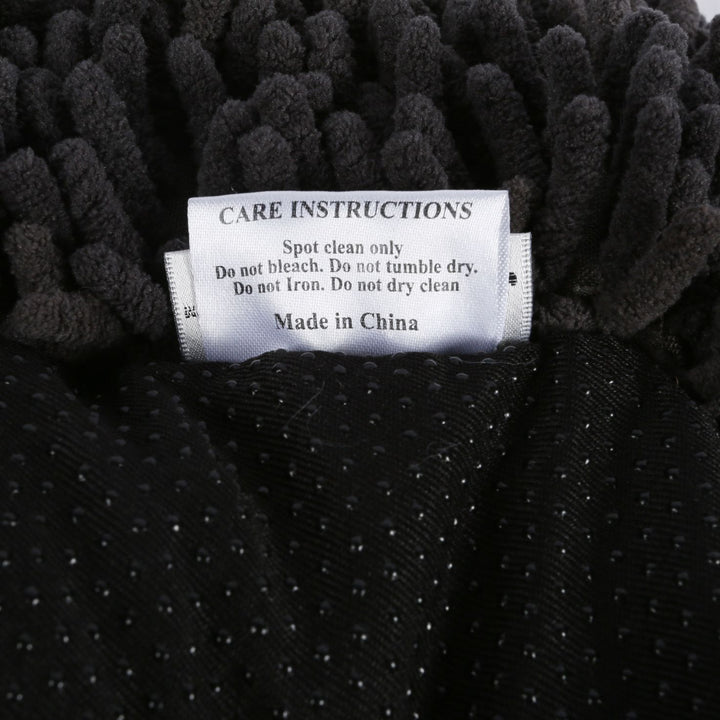 CARE INSTRUCTIONS
Spot clean only
Do not bleach. Do not tumble dry.
Do not Iron. Do not dry clean
Made in China